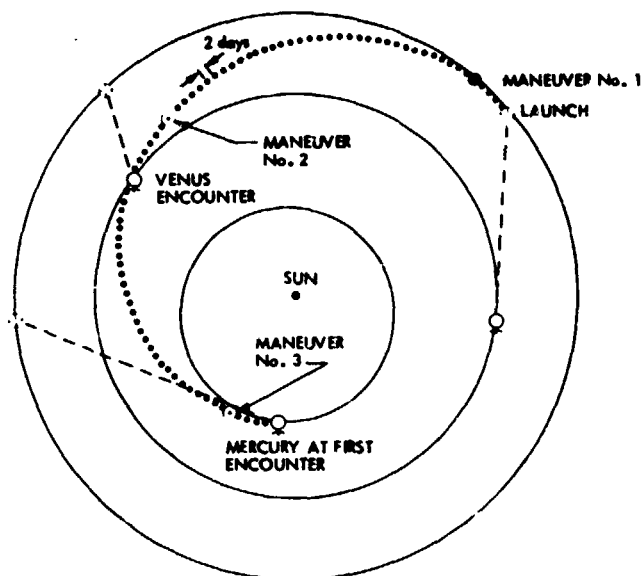 2 days
MANEUVER No. 1
LAUNCH
MANEUVER
No. 2
VENUS
ENCOUNTER
SUN
MANEUVER
No. 3
MERCURY AT FIRST
ENCOUNTER